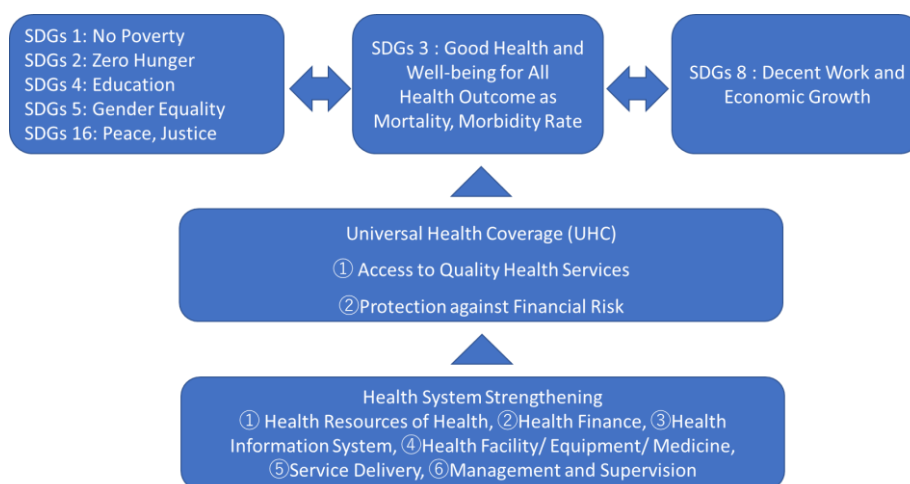 SDGs 1: No Poverty
SDGs 2: Zero Hunger
SDGs 4: Education
SDGs 5: Gender Equality
SDGs 16: Peace, Justice
SDGs 3 : Good Health and
Well-being for All
Health Outcome as
Mortality, Morbidity Rate
SDGs 8 : Decent Work and
Economic Growth
Universal Health Coverage (UHC)
① Access to Quality Health Services
②Protection against Financial Risk
Health System Strengthening
① Health Resources of Health, ②Health Finance, ③Health
Information System, ④Health Facility/ Equipment/ Medicine,
⑤Service Delivery, ⑥Management and Supervision